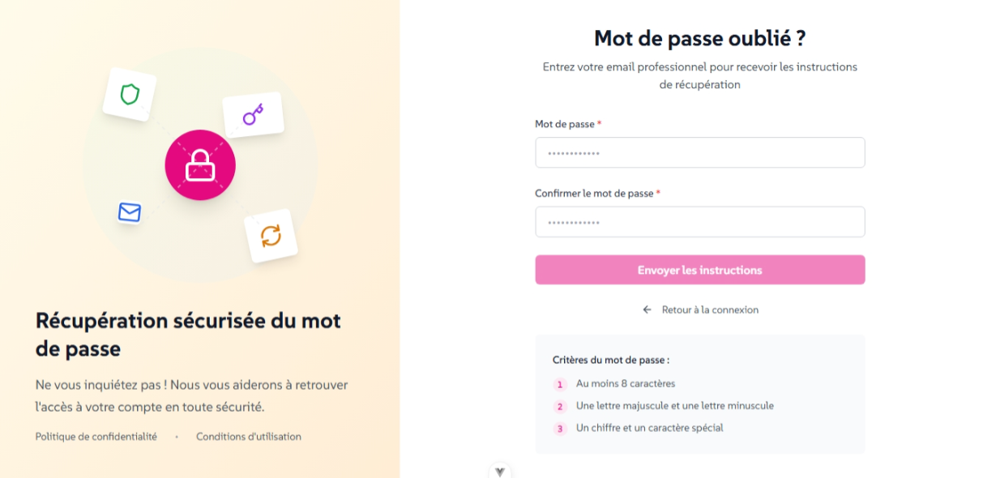 Récupération sécurisée du mot
de passe
Ne vous inquiétez pas ! Nous vous aiderons à retrouver
l'accès à votre compte en toute sécurité.
Politique de confidentialité • Conditions d'utilisation
Mot de passe oublié ?
Entrez votre email professionnel pour recevoir les instructions
de récupération
Mot de passe *
••••••••••••
Confirmer le mot de passe *
••••••••••••
Envoyer les instructions
← Retour à la connexion
Critères du mot de passe :
1 Au moins 8 caractères
2 Une lettre majuscule et une lettre minuscule
3 Un chiffre et un caractère spécial